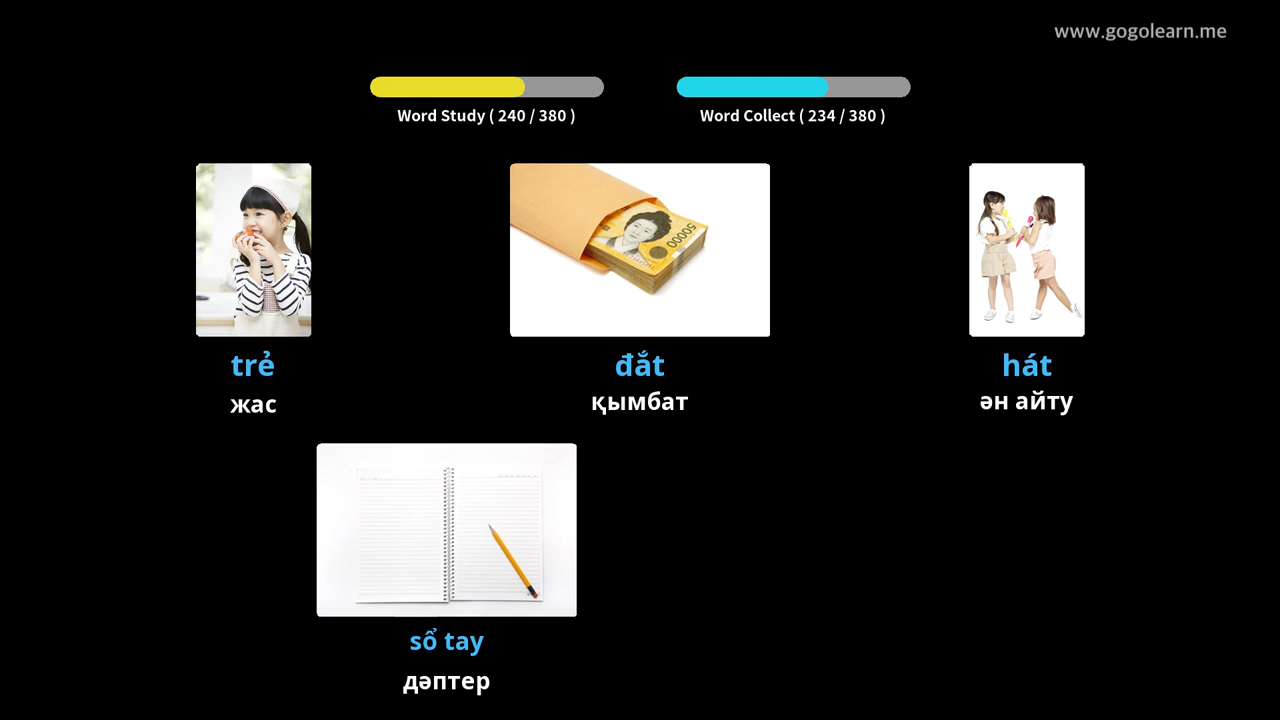 www.gogolearn.me
Word Study ( 240 / 380 )
Word Collect ( 234 / 380 )
50000
trẻ
đắt
hát
жас
қымбат
ән айту
sổ tay
дәптер